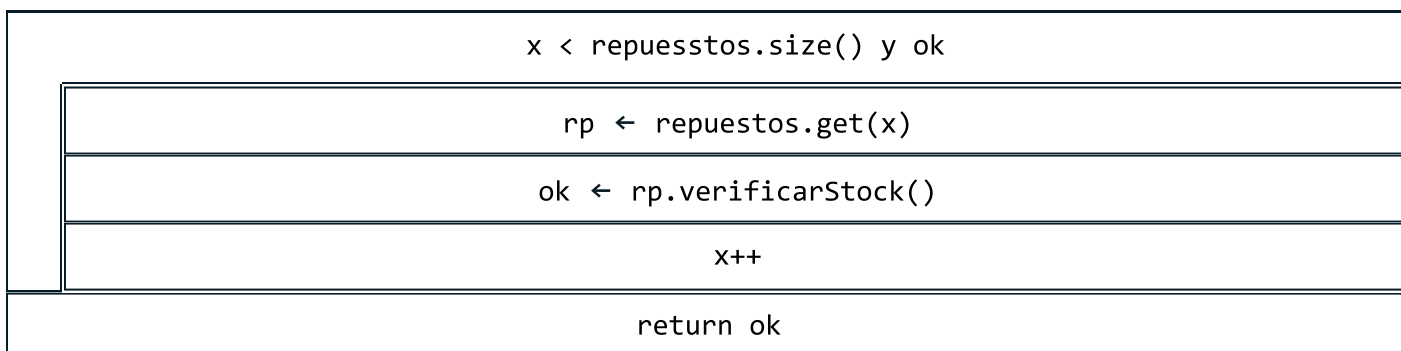 x < repuesstos.size() y ok
rp ← repuestos.get(x)
ok ← rp.verificarStock()
x++
return ok